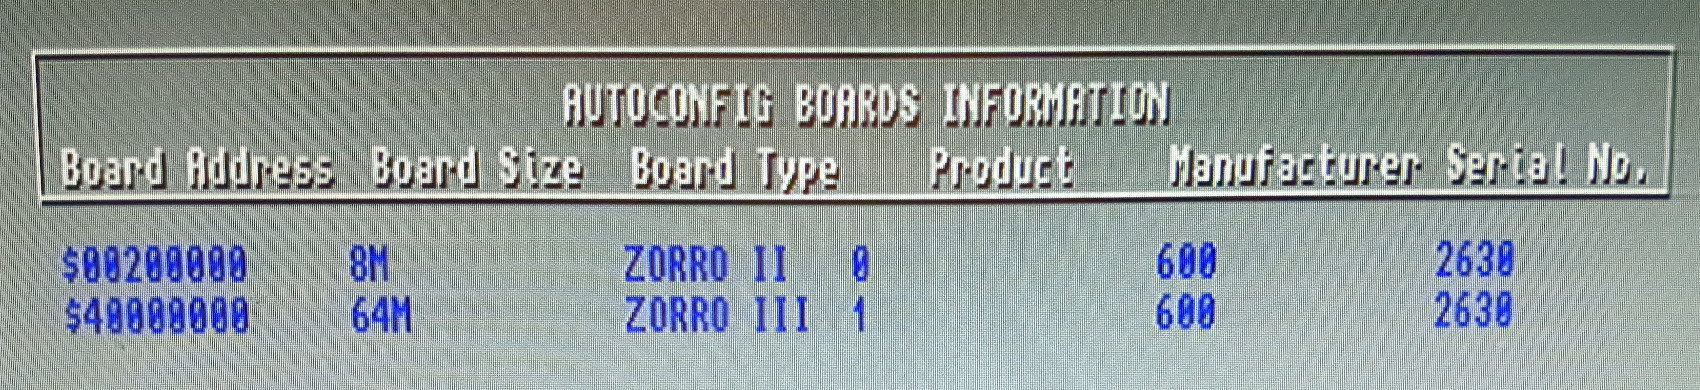 AUTOCONFIG BOARDS INFORMATION
Board Address Board Size Board Type Product Manufacturer Serial No.
$00200000 8M ZORRO II 0 600 2630
$40000000 64M ZORRO III 1 600 2630